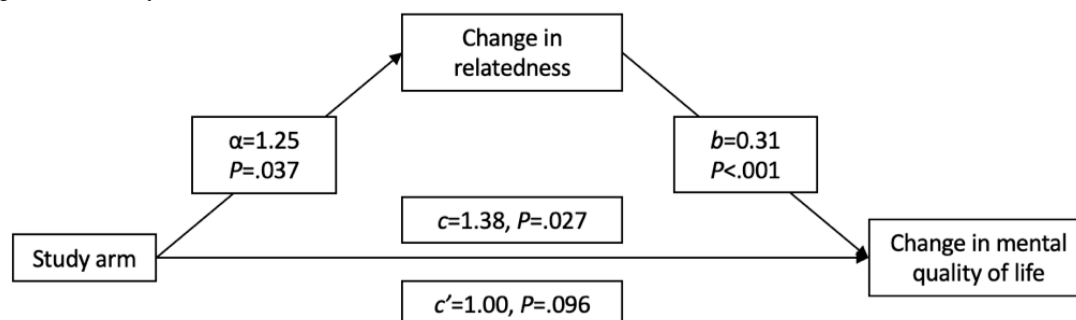 Change in
relatedness
α=1.25
P=.037
b=0.31
P<.001
c=1.38, P=.027
Study arm
Change in mental
quality of life
c′=1.00, P=.096